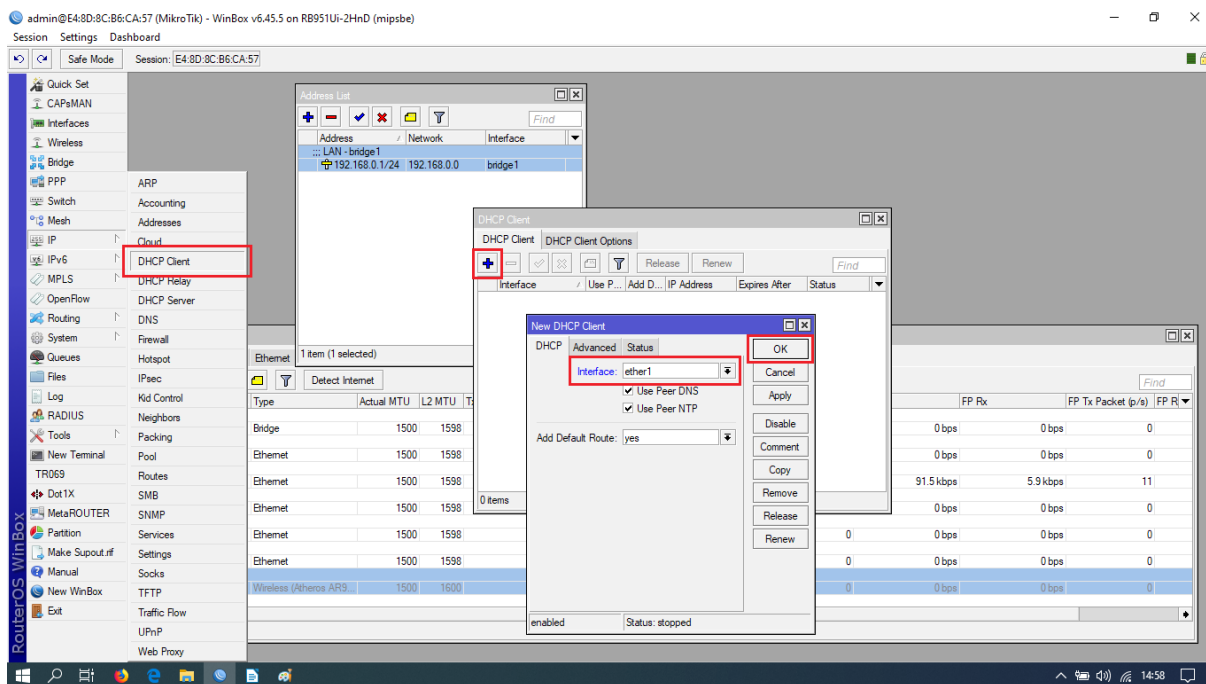 admin@E4:8D:8C:B6:CA:57 (MikroTik) - WinBox v6.45.5 on RB951Ui-2HnD (mipsbe)
Session Settings Dashboard
Safe Mode Session: E4:8D:8C:B6:CA:57
Quick Set
CAPsMAN
Interfaces
Wireless
Bridge
PPP
Switch
Mesh
IP
IPv6
MPLS
OpenFlow
Routing
System
Queues
Files
Log
RADIUS
Tools
New Terminal
TR069
Dot1X
MetaROUTER
Partition
Make Supout.rif
Manual
New WinBox
Exit
RouterOS WinBox
ARP
Accounting
Addresses
Cloud
DHCP Client
DHCP Relay
DHCP Server
DNS
Firewall
Hotspot
IPsec
Kid Control
Neighbors
Packing
Pool
Routes
SMB
SNMP
Services
Settings
Socks
TFTP
Traffic Flow
UPnP
Web Proxy
Address List
Find
Address Network Interface
;;; LAN - bridge1
192.168.0.1/24 192.168.0.0 bridge1
1 item (1 selected)
DHCP Client
DHCP Client DHCP Client Options
Release Renew Find
Interface Use P... Add D... IP Address Expires After Status
0 items
New DHCP Client
DHCP Advanced Status
Interface: ether1
Use Peer DNS
Use Peer NTP
Add Default Route: yes
OK
Cancel
Apply
Disable
Comment
Copy
Remove
Release
Renew
enabled Status: stopped
Ethernet
Detect Internet Find
Type Actual MTU L2 MTU FP Rx FP Tx Packet (p/s) FP R
Bridge 1500 1598 0 bps 0 bps 0
Ethernet 1500 1598 0 bps 0 bps 0
Ethernet 1500 1598 91.5 kbps 5.9 kbps 11
Ethernet 1500 1598 0 bps 0 bps 0
Ethernet 1500 1598 0 0 bps 0 bps 0
Ethernet 1500 1598 0 0 bps 0 bps 0
Wireless (Atheros AR9... 1500 1600 0 0 bps 0 bps 0
14:58